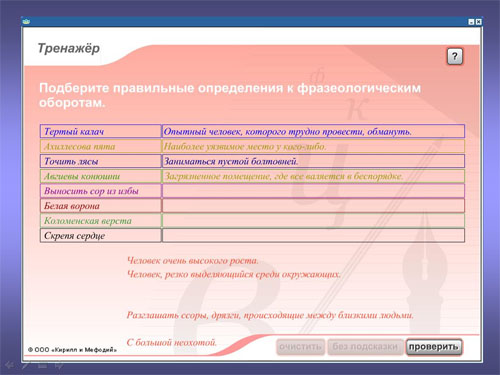 Тренажёр
?
Подберите правильные определения к фразеологическим
оборотам.
Тертый калач Опытный человек, которого трудно провести, обмануть.
Ахиллесова пята Наиболее уязвимое место у кого-либо.
Точить лясы Заниматься пустой болтовней.
Авгиевы конюшни Загрязненное помещение, где все валяется в беспорядке.
Выносить сор из избы
Белая ворона
Коломенская верста
Скрепя сердце
Человек очень высокого роста.
Человек, резко выделяющийся среди окружающих.
Разглашать ссоры, дрязги, происходящие между близкими людьми.
С большой неохотой.
© ООО «Кирилл и Мефодий» очистить без подсказки проверить